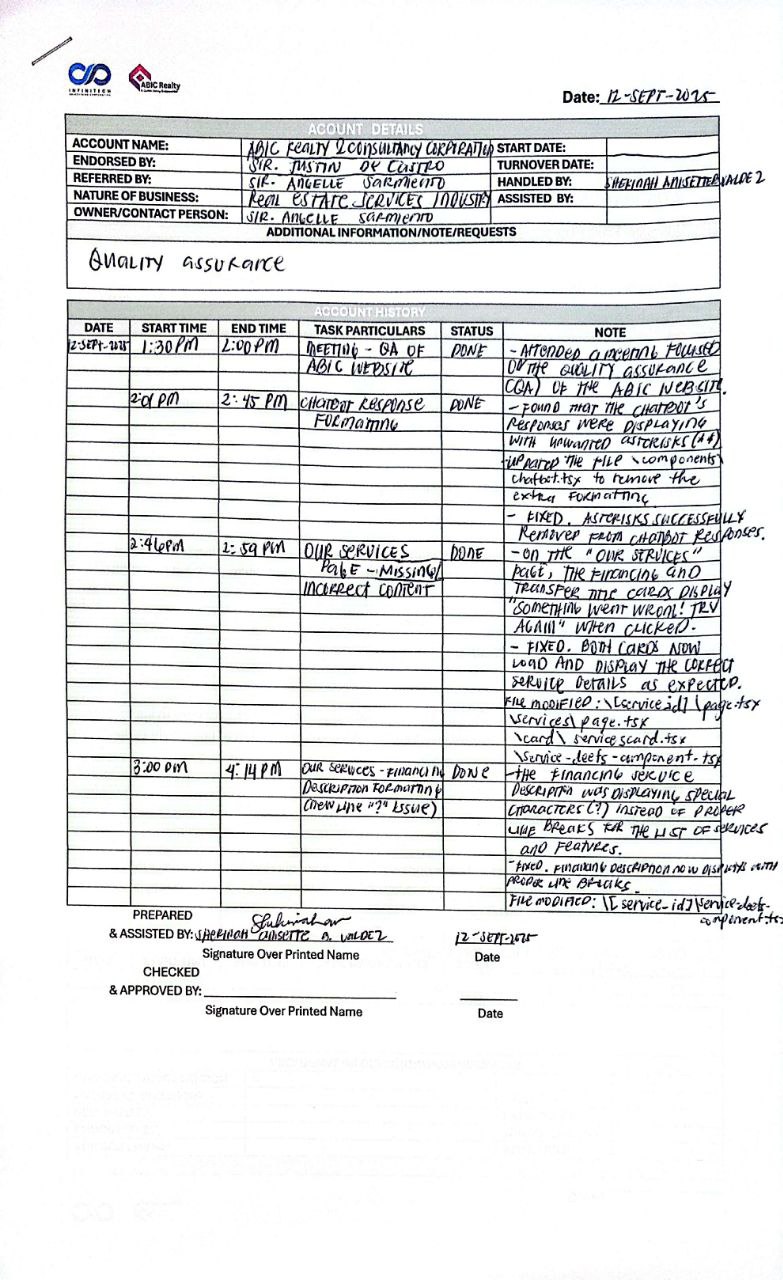 INFINITECH
ABIC Realty
Date: 12-SEPT-2025
ACOUNT DETAILS
ACCOUNT NAME: ABIC REALTY & CONSULTANCY CORPORATION START DATE:
ENDORSED BY: SIR. JUSTIN DE CASTRO TURNOVER DATE:
REFERRED BY: SIR. ANGELLE SARMIENTO HANDLED BY: SHEKINAH ANISETTE VALDEZ
NATURE OF BUSINESS: REAL ESTATE SERVICES INDUSTRY ASSISTED BY:
OWNER/CONTACT PERSON: SIR. ANGELLE SARMIENTO
ADDITIONAL INFORMATION/NOTE/REQUESTS
QUALITY ASSURANCE
ACCOUNT HISTORY
DATE START TIME END TIME TASK PARTICULARS STATUS NOTE
12-SEPT-2025 1:30 PM 2:00 PM MEETING - QA OF DONE - ATTENDED A MEETING FOCUSED
ABIC WEBSITE ON THE QUALITY ASSURANCE
(QA) OF THE ABIC WEBSITE.
2:01 PM 2:45 PM CHATBOT RESPONSE DONE - FOUND THAT THE CHATBOT'S
FORMATTING RESPONSES WERE DISPLAYING
WITH UNWANTED ASTERISKS (**)
- UPDATED THE FILE \components\
chatbot.tsx to remove the
extra FORMATTING
- FIXED. ASTERISKS SUCCESSFULLY
REMOVED FROM CHATBOT RESPONSES.
2:46 PM 2:59 PM OUR SERVICES DONE - ON THE "OUR SERVICES"
PAGE - MISSING/ PAGE, THE FINANCING AND
INCORRECT CONTENT TRANSFER TITLE CARDS DISPLAY
"SOMETHING WENT WRONG! TRY
AGAIN" WHEN CLICKED.
- FIXED. BOTH CARDS NOW
LOAD AND DISPLAY THE CORRECT
SERVICE DETAILS AS EXPECTED.
FILE MODIFIED: \[service_id]\page.tsx
\services\page.tsx
\card\servicescard.tsx
\service-deets-component.tsx
3:00 PM 4:14 PM OUR SERVICES - FINANCING DONE - THE FINANCING SERVICE
DESCRIPTION FORMATTING DESCRIPTION WAS DISPLAYING SPECIAL
(NEW LINE "?" ISSUE) CHARACTERS (?) INSTEAD OF PROPER
LINE BREAKS FOR THE LIST OF SERVICES
AND FEATURES.
- FIXED. FINANCING DESCRIPTION NOW DISPLAYS WITH
PROPER LINE BREAKS.
FILE MODIFIED: \[service-id]\service-deets-
component.tsx
PREPARED
& ASSISTED BY: SHEKINAH ANISETTE B. VALDEZ 12-SEPT-2025
Signature Over Printed Name Date
CHECKED
& APPROVED BY:
Signature Over Printed Name Date